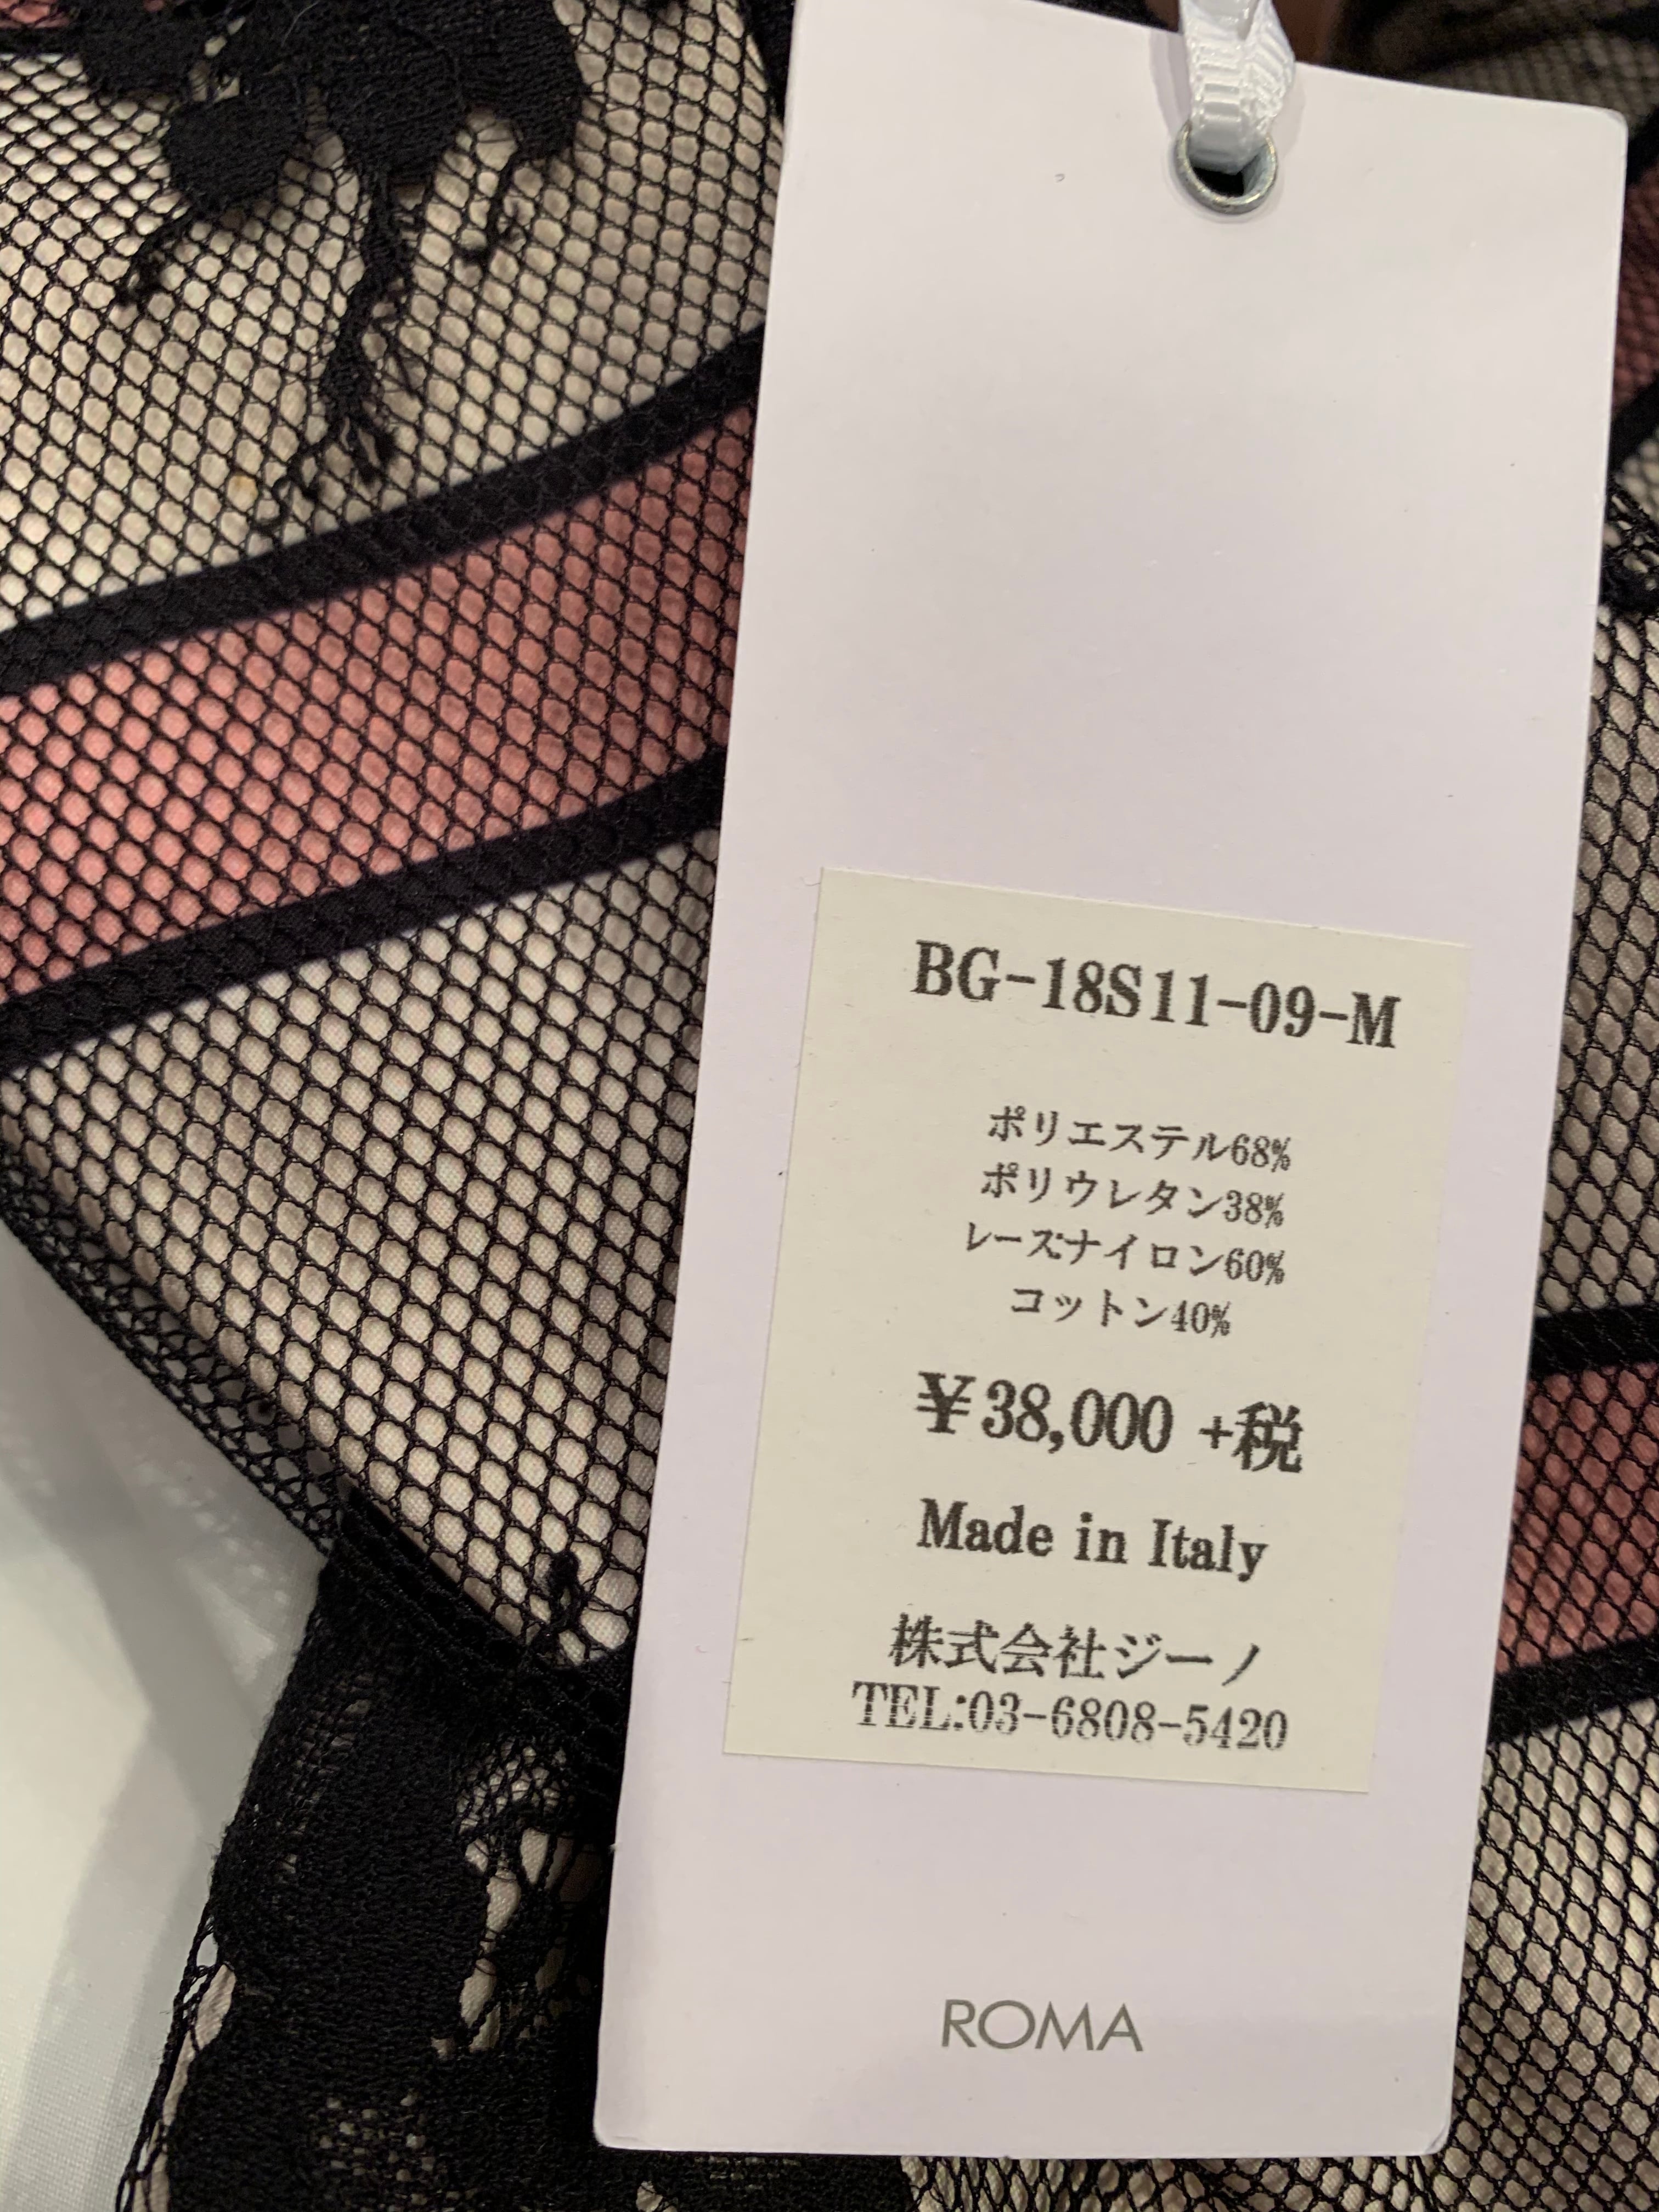 BG-18S11-09-M
ポリエステル68%
ポリウレタン38%
レースナイロン60%
コットン40%
¥38,000 +税
Made in Italy
株式会社ジーノ
TEL:03-6808-5420
ROMA